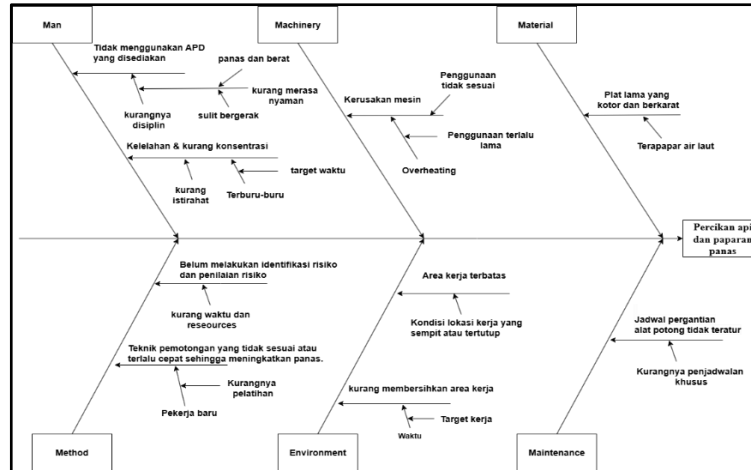 Man
Machinery
Material
Tidak menggunakan APD
yang disediakan
panas dan berat
kurang merasa
nyaman
kurangnya
disiplin
sulit bergerak
Kelelahan & kurang konsentrasi
target waktu
kurang
istirahat
Terburu-buru
Penggunaan
tidak sesuai
Kerusakan mesin
Penggunaan terlalu
lama
Overheating
Plat lama yang
kotor dan berkarat
Terapapar air laut
Percikan api
dan paparan
panas
Belum melakukan identifikasi risiko
dan penilaian risiko
kurang waktu dan
reseources
Teknik pemotongan yang tidak sesuai atau
terlalu cepat sehingga meningkatkan panas.
Kurangnya
pelatihan
Pekerja baru
Area kerja terbatas
Kondisi lokasi kerja yang
sempit atau tertutup
kurang membersihkan area kerja
Target kerja
Waktu
Jadwal pergantian
alat potong tidak teratur
Kurangnya penjadwalan
khusus
Method
Environment
Maintenance